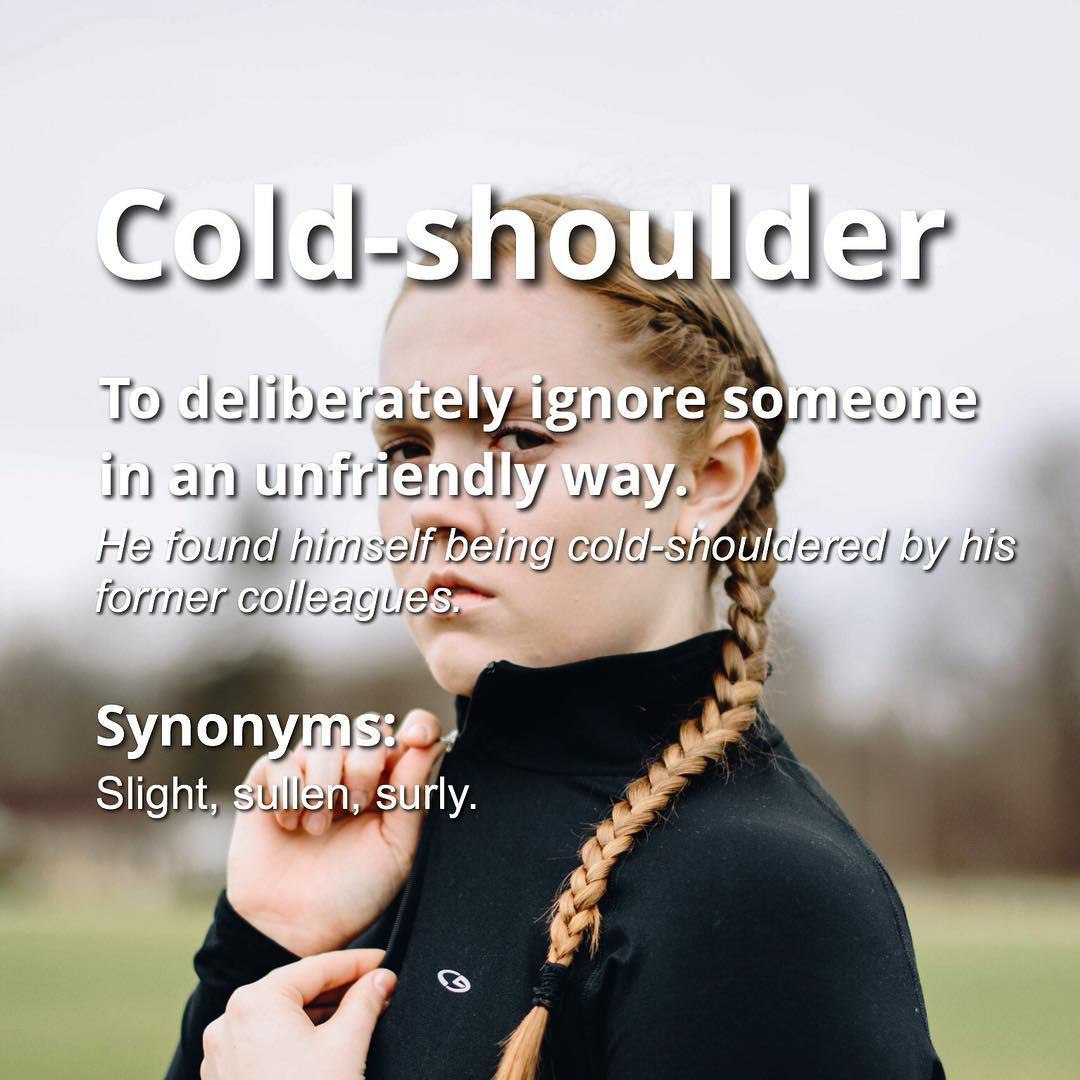 Cold-shoulder
To deliberately ignore someone
in an unfriendly way.
He found himself being cold-shouldered by his
former colleagues.
Synonyms:
Slight, sullen, surly.